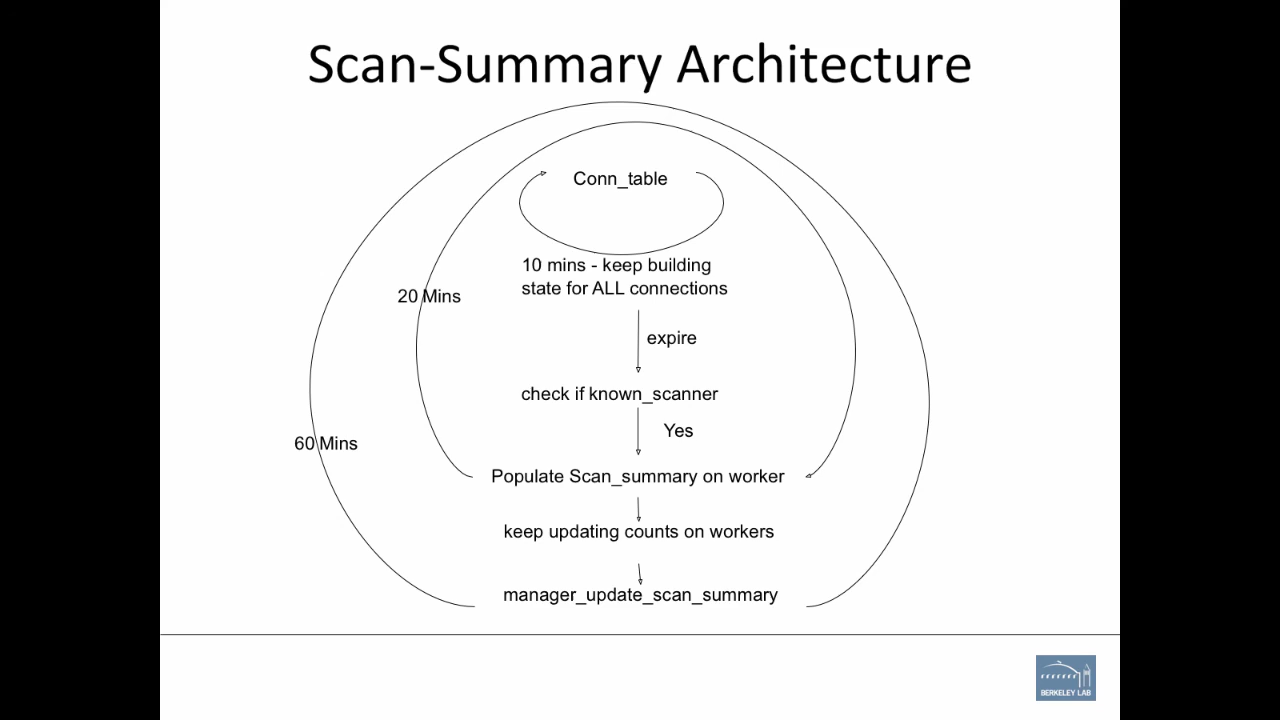 Scan-Summary Architecture
Conn_table
10 mins - keep building
state for ALL connections
20 Mins
expire
check if known_scanner
Yes
60 Mins
Populate Scan_summary on worker
keep updating counts on workers
manager_update_scan_summary
BERKELEY LAB